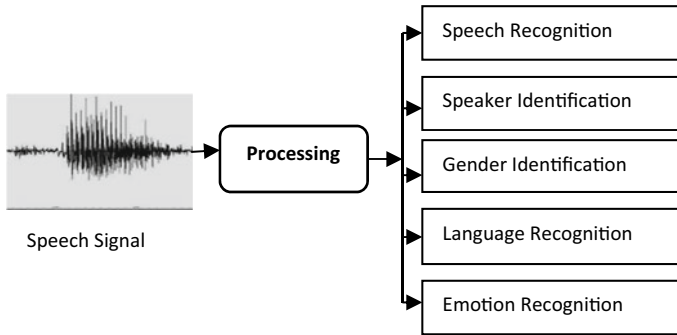 Speech Recognition
Speaker Identification
Processing
Gender Identification
Speech Signal
Language Recognition
Emotion Recognition